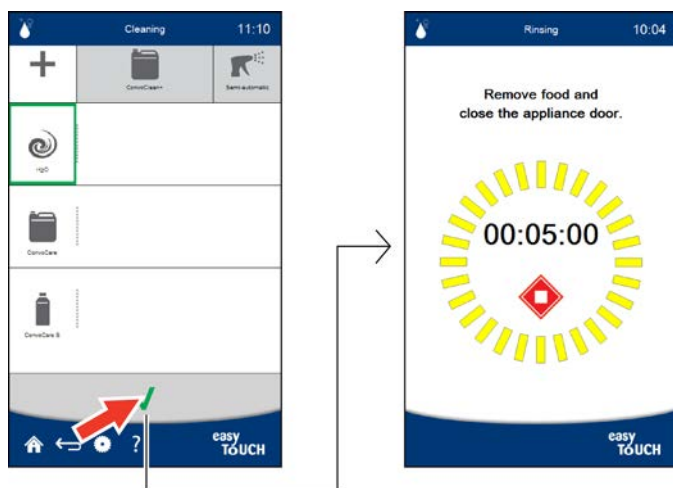 Cleaning
11:10
ConvoClean++
Semi-automatic
H2O
ConvoCare
ConvoCare S
?
easy
TOUCH
Rinsing
10:04
Remove food and
close the appliance door.
00:05:00
easy
TOUCH